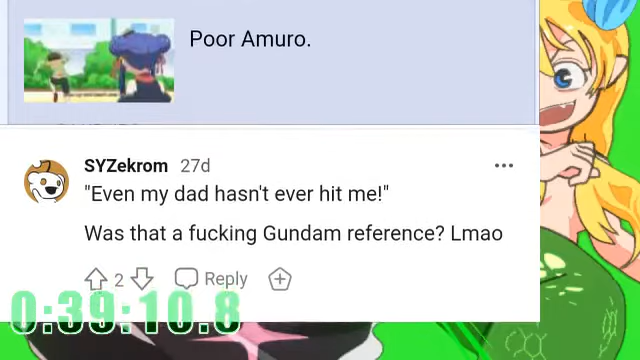 Poor Amuro.
SYZekrom 27d
"Even my dad hasn't ever hit me!"
Was that a fucking Gundam reference? Lmao
2 Reply
0:39:10.8